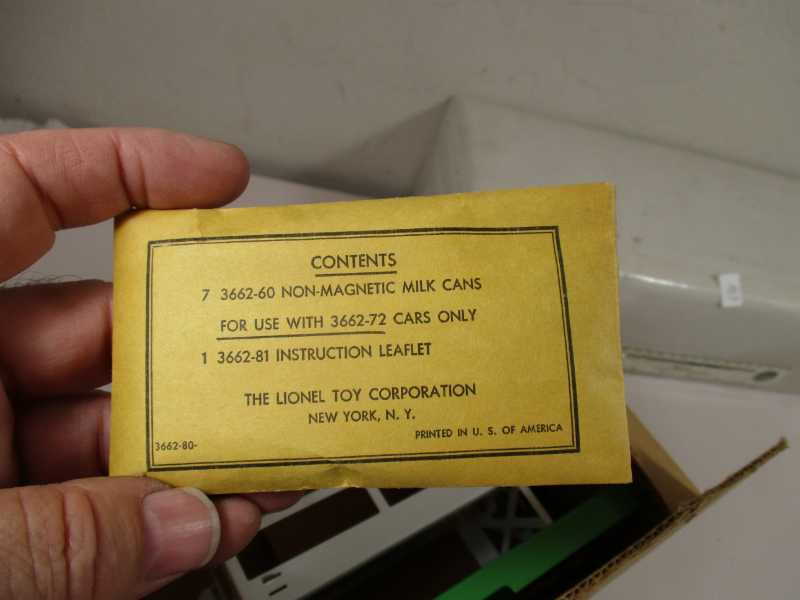 CONTENTS
7 3662-60 NON-MAGNETIC MILK CANS
FOR USE WITH 3662-72 CARS ONLY
1 3662-81 INSTRUCTION LEAFLET
THE LIONEL TOY CORPORATION
NEW YORK, N. Y.
PRINTED IN U. S. OF AMERICA
3662-80-